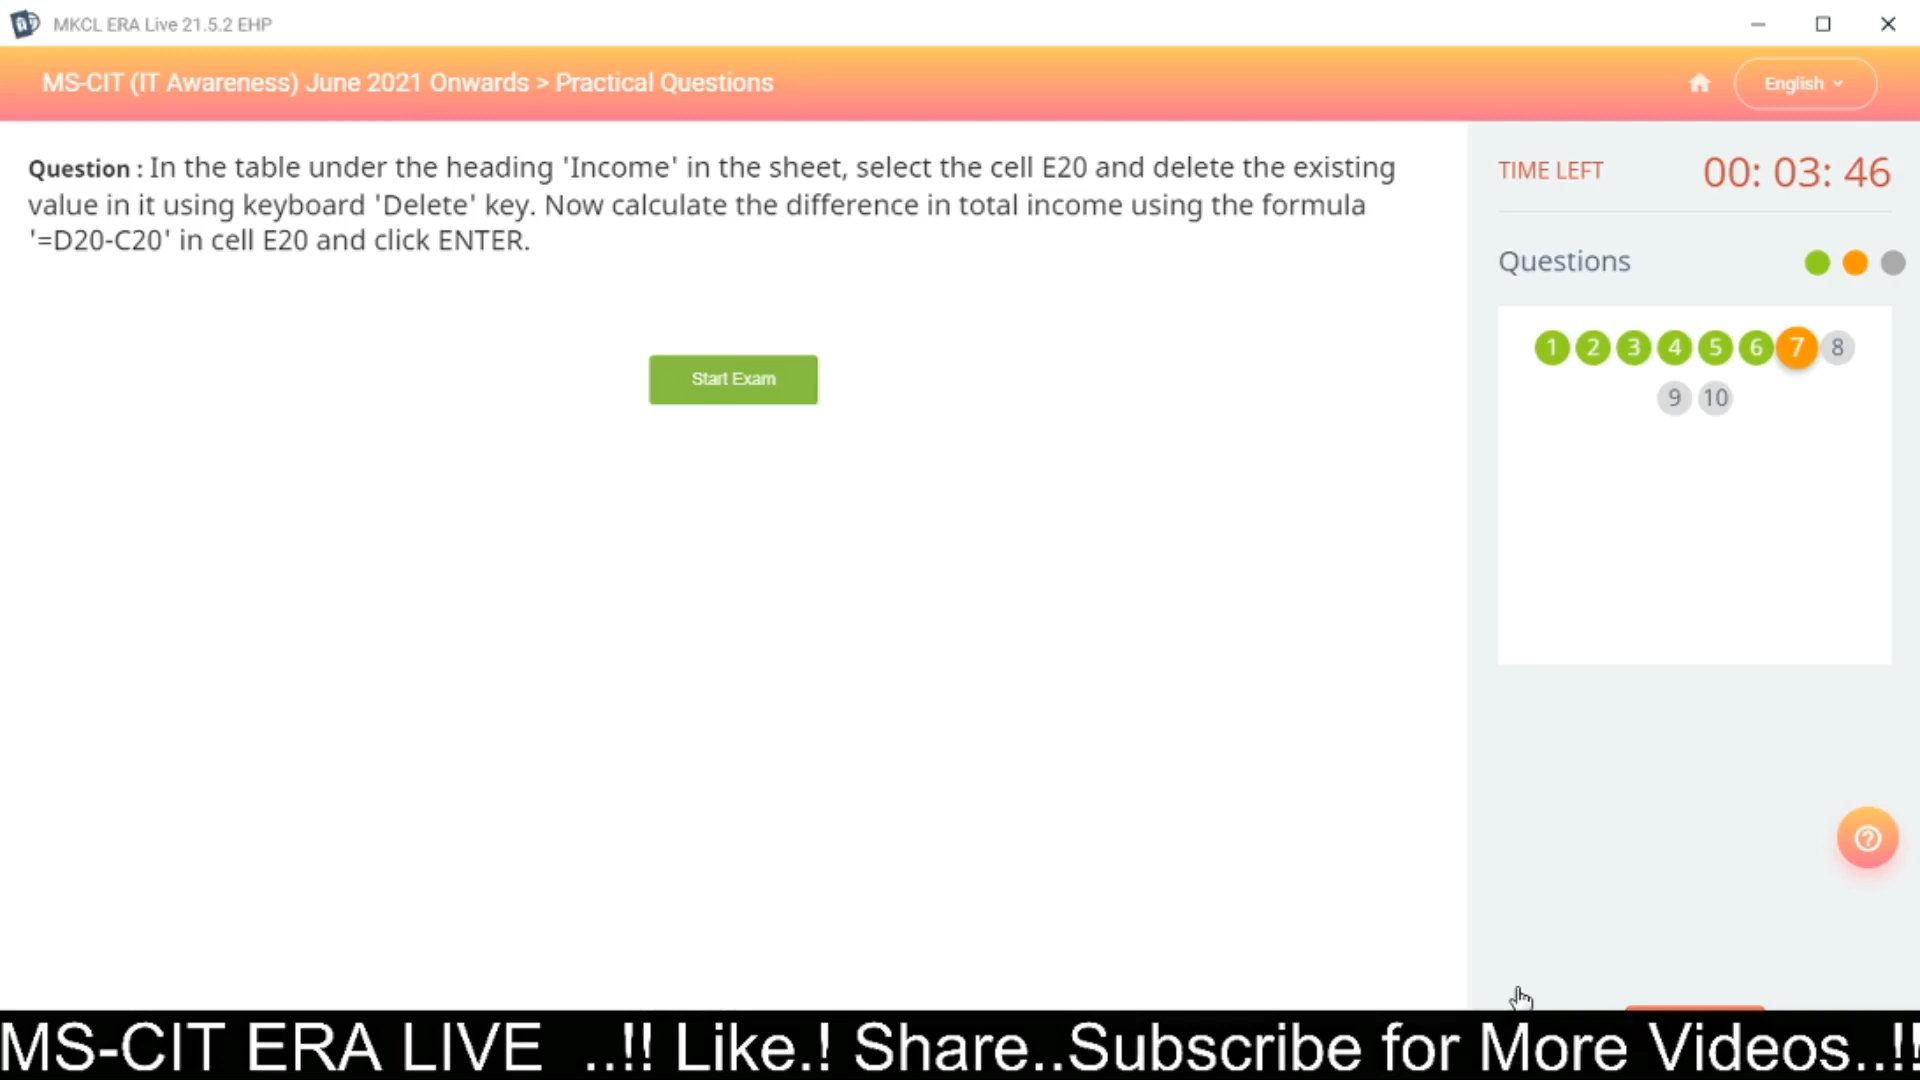 MKCL ERA Live 21.5.2 EHP
MS-CIT (IT Awareness) June 2021 Onwards > Practical Questions
English
Question : In the table under the heading 'Income' in the sheet, select the cell E20 and delete the existing
value in it using keyboard 'Delete' key. Now calculate the difference in total income using the formula
'=D20-C20' in cell E20 and click ENTER.
Start Exam
TIME LEFT 00: 03: 46
Questions
1 2 3 4 5 6 7 8
9 10
MS-CIT ERA LIVE ..!! Like.! Share..Subscribe for More Videos..!!